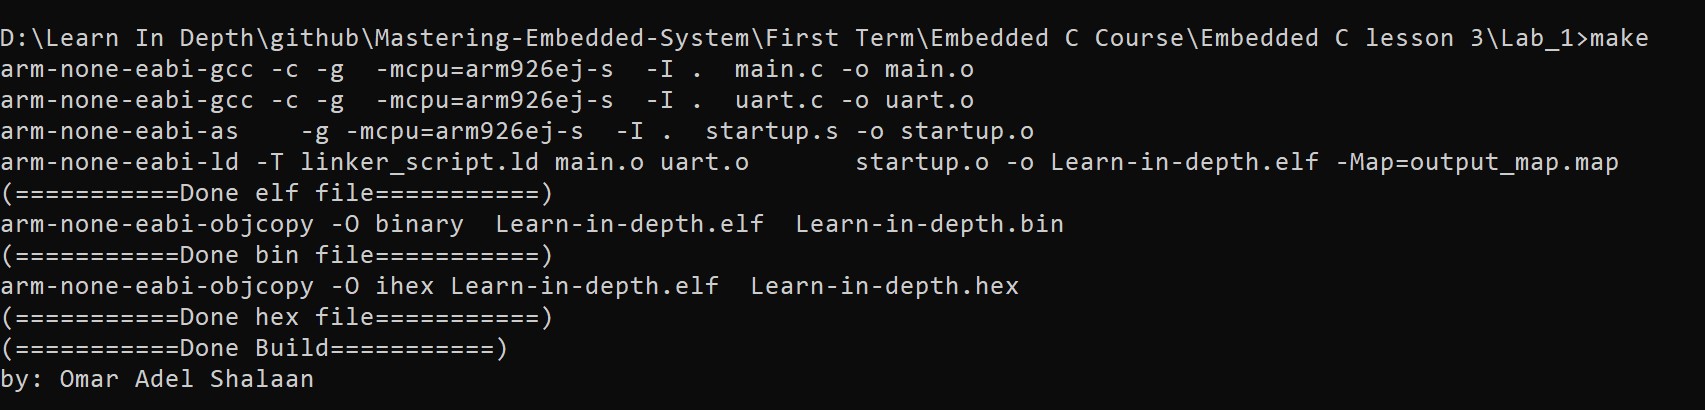 D:\Learn In Depth\github\Mastering-Embedded-System\First Term\Embedded C Course\Embedded C lesson 3\Lab_1>make
arm-none-eabi-gcc -c -g  -mcpu=arm926ej-s  -I .  main.c -o main.o
arm-none-eabi-gcc -c -g  -mcpu=arm926ej-s  -I .  uart.c -o uart.o
arm-none-eabi-as    -g -mcpu=arm926ej-s  -I .  startup.s -o startup.o
arm-none-eabi-ld -T linker_script.ld main.o uart.o       startup.o -o Learn-in-depth.elf -Map=output_map.map
(===========Done elf file===========)
arm-none-eabi-objcopy -O binary  Learn-in-depth.elf  Learn-in-depth.bin
(===========Done bin file===========)
arm-none-eabi-objcopy -O ihex Learn-in-depth.elf  Learn-in-depth.hex
(===========Done hex file===========)
(===========Done Build===========)
by: Omar Adel Shalaan